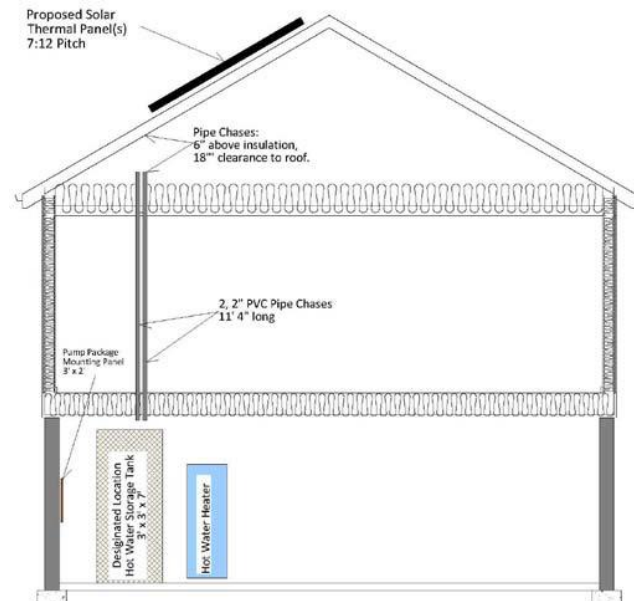 Proposed Solar
Thermal Panel(s)
7:12 Pitch
Pipe Chases:
6" above insulation,
18"" clearance to roof.
2, 2" PVC Pipe Chases
11' 4" long
Pump Package
Mounting Panel
3' x 2'
Desiginated Location
Hot Water Storage Tank
3' x 3' x 7'
Hot Water Heater